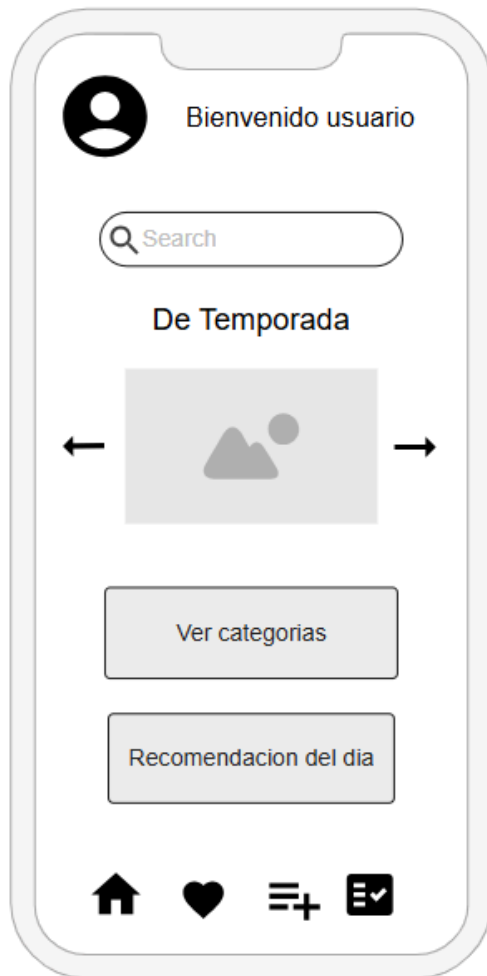 Bienvenido usuario
Search
De Temporada
Ver categorias
Recomendacion del dia